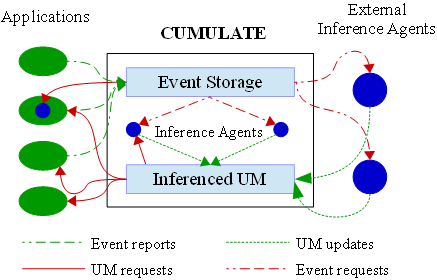 Applications
CUMULATE
External
Inference Agents
Event Storage
Inference Agents
Inferenced UM
Event reports
UM updates
UM requests
Event requests